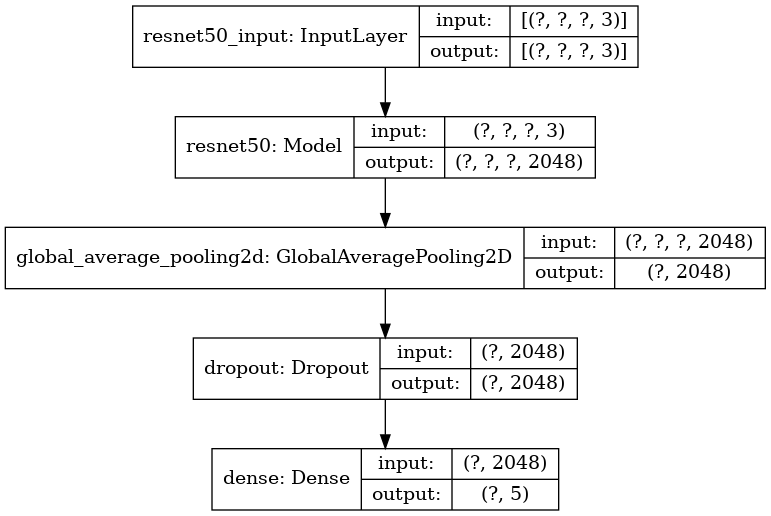 resnet50_input: InputLayer
input:
[(?, ?, ?, 3)]
output:
[(?, ?, ?, 3)]
resnet50: Model
input:
(?, ?, ?, 3)
output:
(?, ?, ?, 2048)
global_average_pooling2d: GlobalAveragePooling2D
input:
(?, ?, ?, 2048)
output:
(?, 2048)
dropout: Dropout
input:
(?, 2048)
output:
(?, 2048)
dense: Dense
input:
(?, 2048)
output:
(?, 5)